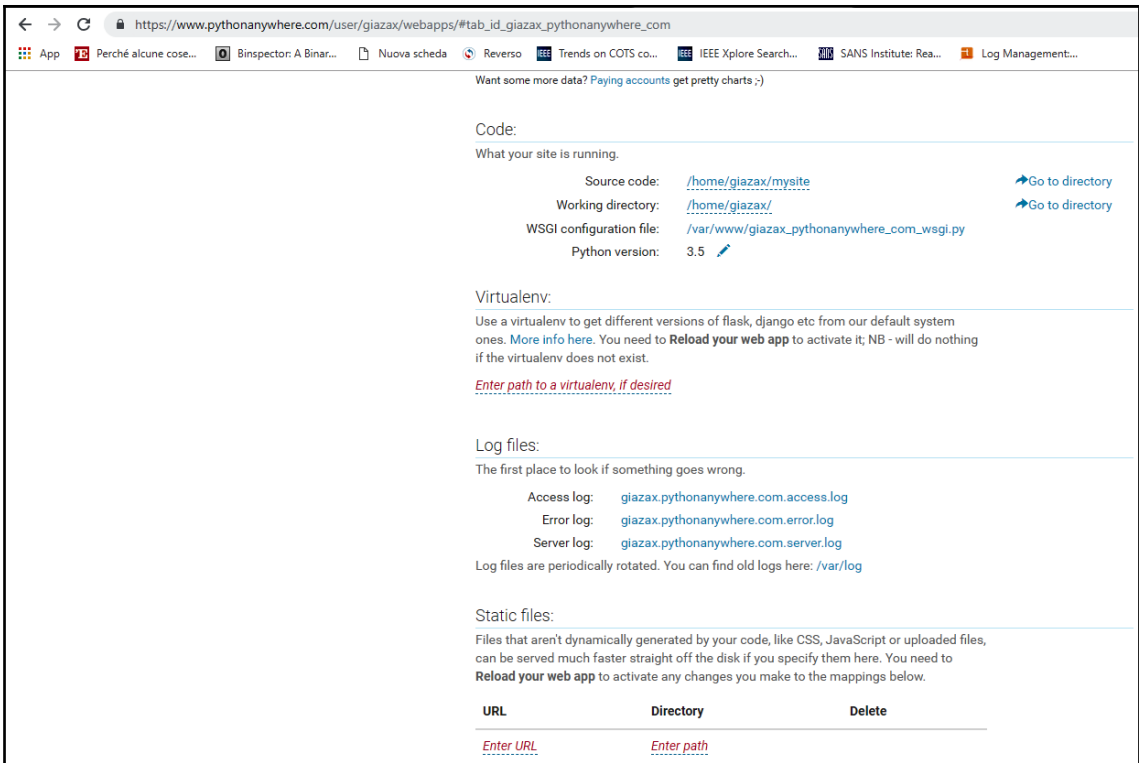 https://www.pythonanywhere.com/user/giazax/webapps/#tab_id_giazax_pythonanywhere_com
App Perché alcune cose... Binspector: A Binar... Nuova scheda Reverso Trends on COTS co... IEEE Xplore Search... SANS Institute: Rea... Log Management:...
Want some more data? Paying accounts get pretty charts ;-)
Code:
What your site is running.
Source code: /home/giazax/mysite Go to directory
Working directory: /home/giazax/ Go to directory
WSGI configuration file: /var/www/giazax_pythonanywhere_com_wsgi.py
Python version: 3.5
Virtualenv:
Use a virtualenv to get different versions of flask, django etc from our default system
ones. More info here. You need to Reload your web app to activate it; NB - will do nothing
if the virtualenv does not exist.
Enter path to a virtualenv, if desired
Log files:
The first place to look if something goes wrong.
Access log: giazax.pythonanywhere.com.access.log
Error log: giazax.pythonanywhere.com.error.log
Server log: giazax.pythonanywhere.com.server.log
Log files are periodically rotated. You can find old logs here: /var/log
Static files:
Files that aren't dynamically generated by your code, like CSS, JavaScript or uploaded files,
can be served much faster straight off the disk if you specify them here. You need to
Reload your web app to activate any changes you make to the mappings below.
URL Directory Delete
Enter URL Enter path